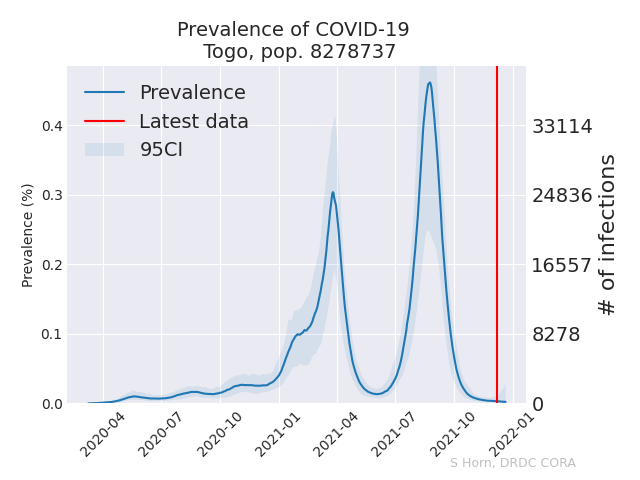 Prevalence of COVID-19
Togo, pop. 8278737
Prevalence
Latest data
95CI
Prevalence (%)
0.4
0.3
0.2
0.1
0.0
33114
24836
16557
8278
0
# of infections
2020-04
2020-07
2020-10
2021-01
2021-04
2021-07
2021-10
2022-01
S Horn, DRDC CORA